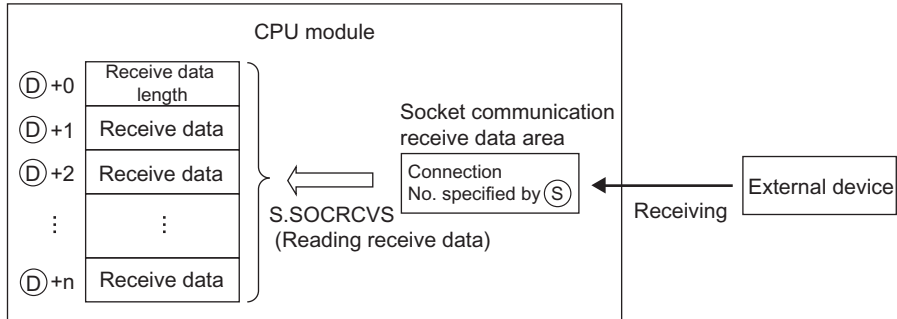 CPU module
Ⓓ+0 Receive data
length
Ⓓ+1 Receive data
Ⓓ+2 Receive data
⋮ ⋮
Ⓓ+n Receive data
S.SOCRCVS
(Reading receive data)
Socket communication
receive data area
Connection
No. specified by Ⓢ
Receiving
External device